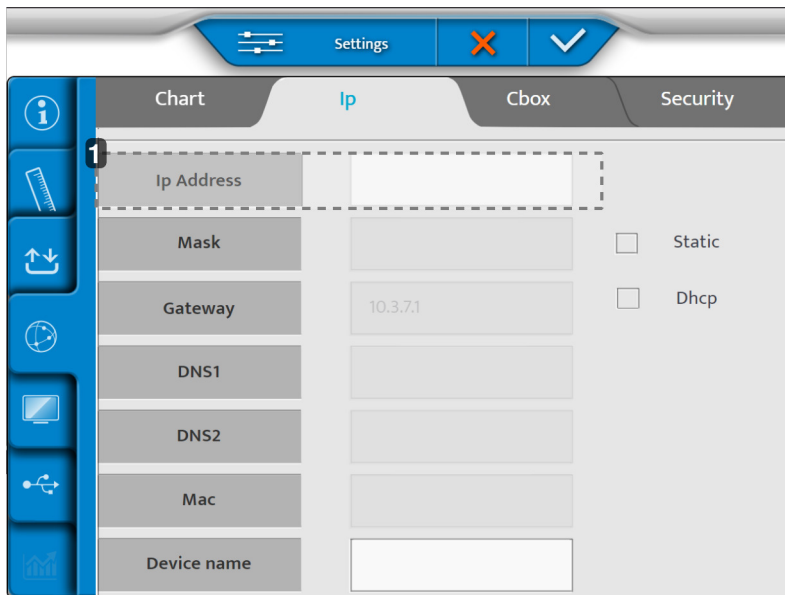 Settings
Chart Ip Cbox Security
1
Ip Address
Mask
Static
Gateway 10.3.7.1
Dhcp
DNS1
DNS2
Mac
Device name